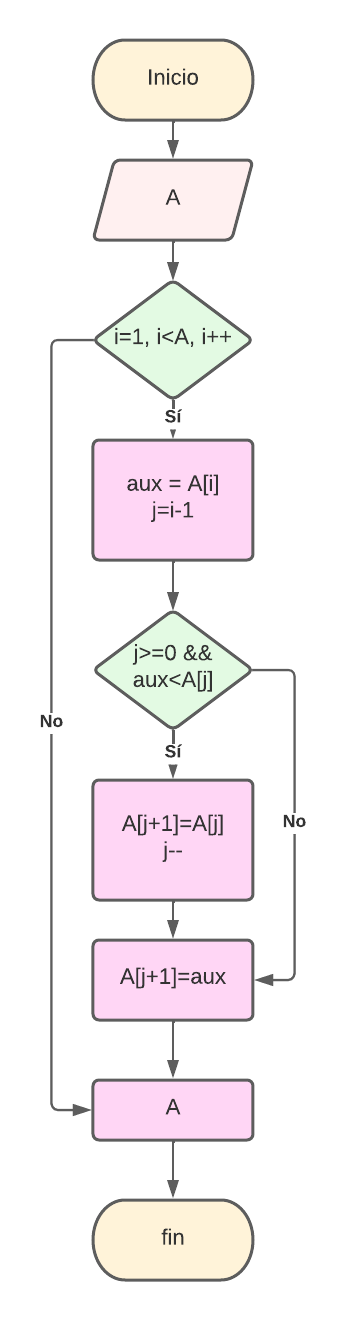 Inicio
A
i=1, i<A, i++
Sí
aux = A[i]
j=i-1
j>=0 &&
aux<A[j]
No
Sí
A[j+1]=A[j]
j--
No
A[j+1]=aux
A
fin